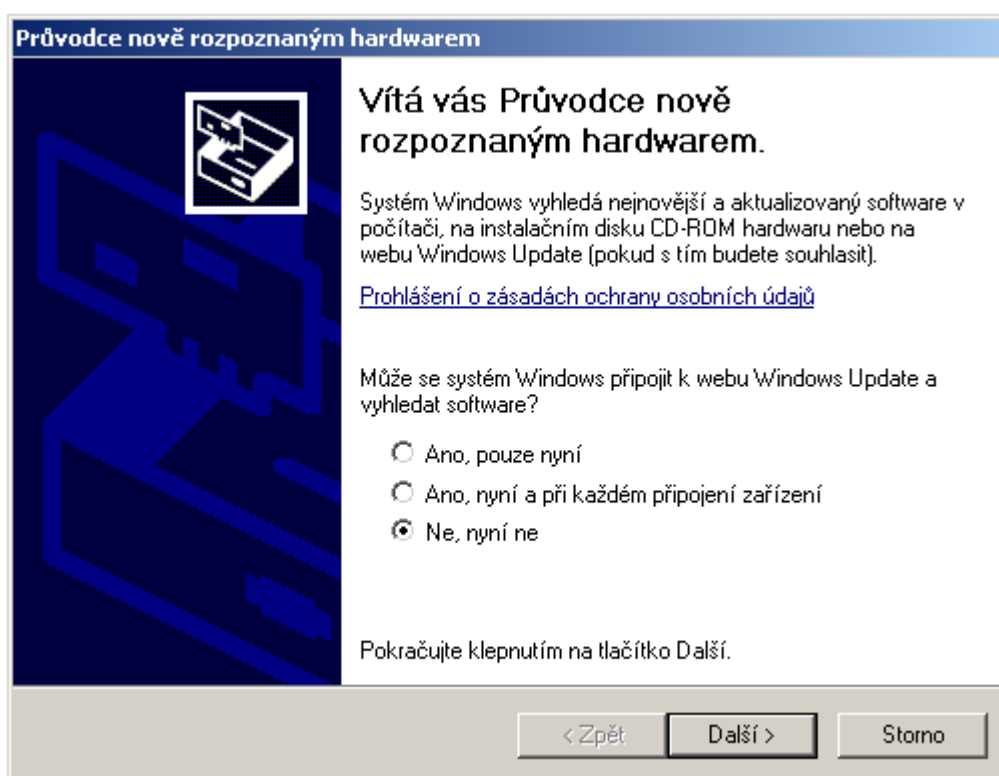 Průvodce nově rozpoznaným hardwarem
Vítá vás Průvodce nově
rozpoznaným hardwarem.
Systém Windows vyhledá nejnovější a aktualizovaný software v
počítači, na instalačním disku CD-ROM hardwaru nebo na
webu Windows Update (pokud s tím budete souhlasit).
Prohlášení o zásadách ochrany osobních údajů
Může se systém Windows připojit k webu Windows Update a
vyhledat software?
Ano, pouze nyní
Ano, nyní a při každém připojení zařízení
Ne, nyní ne
Pokračujte klepnutím na tlačítko Další.
< Zpět Další > Storno